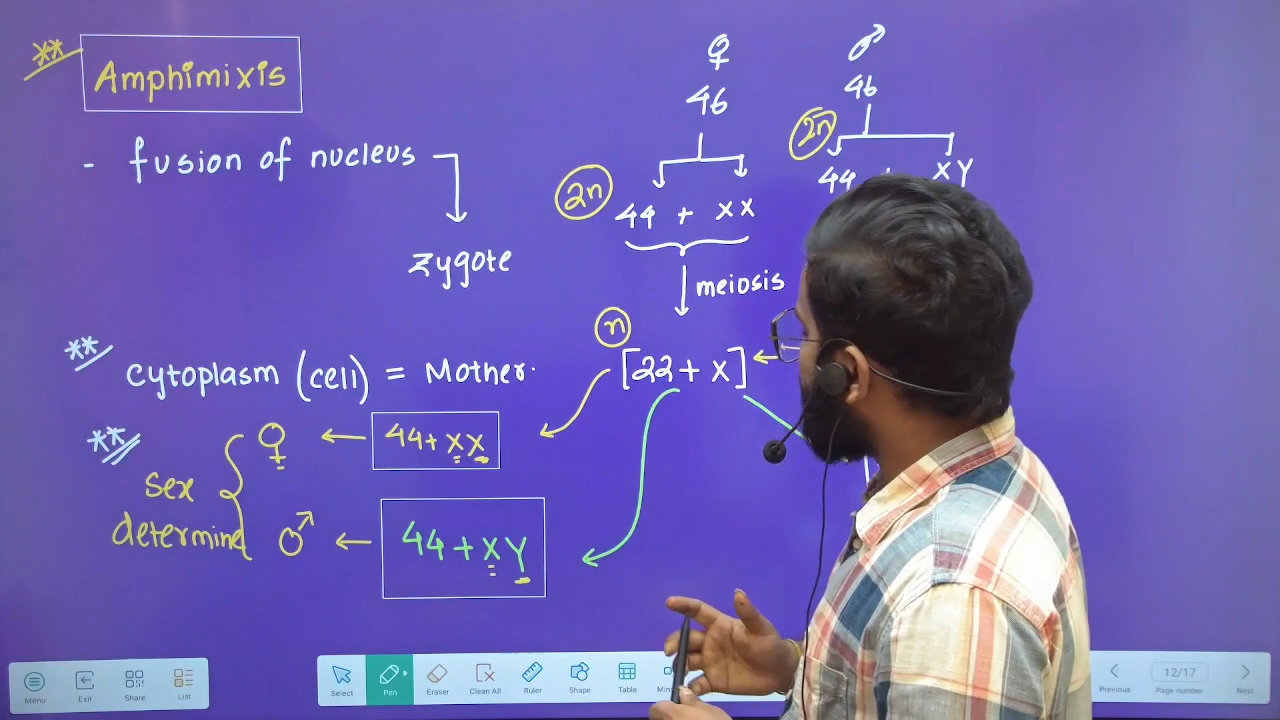 ** Amphimixis
- fusion of nucleus
zygote
** Cytoplasm (cell) = Mother.
**
sex
determine
♀ ← 44+ XX
♂ ← 44 + XY
♀
46
2n
44 + XX
meiosis
n
[22 + X]
♂
46
2n
44 XY
Menu
Exit
Share
List
Select
Pen
Eraser
Clean All
Ruler
Shape
Table
Previous
12/17
Page number
Next